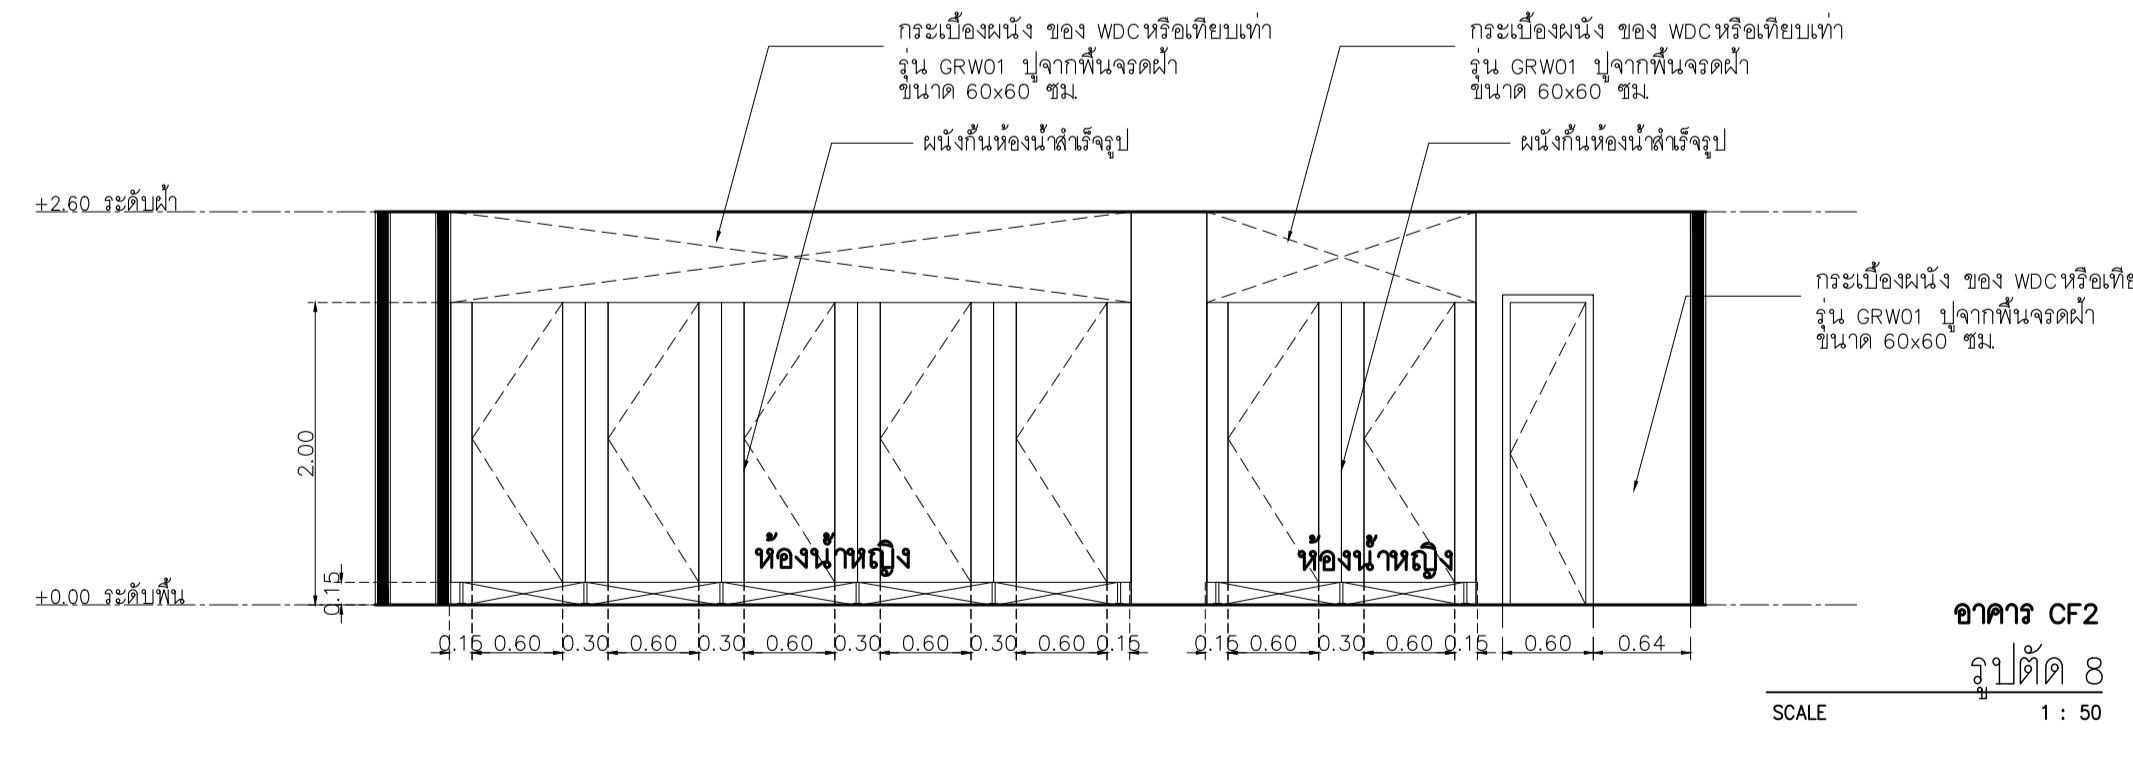 กระเบื้องผนัง ของ WDCหรือเทียบเท่า
รุ่น GRW01 ปูจากพื้นจรดฝ้า
ขนาด 60x60 ซม.
กระเบื้องผนัง ของ WDCหรือเทียบเท่า
รุ่น GRW01 ปูจากพื้นจรดฝ้า
ขนาด 60x60 ซม.
ผนังกั้นห้องน้ำสำเร็จรูป
ผนังกั้นห้องน้ำสำเร็จรูป
+2.60 ระดับฝ้า
กระเบื้องผนัง ของ WDCหรือเที
รุ่น GRW01 ปูจากพื้นจรดฝ้า
ขนาด 60x60 ซม.
2.00
ห้องน้ำหญิง
ห้องน้ำหญิง
0.15
+0.00 ระดับพื้น
0.15 0.60 0.30 0.60 0.30 0.60 0.30 0.60 0.30 0.60 0.15 0.15 0.60 0.30 0.60 0.15 0.60 0.64
อาคาร CF2
รูปตัด 8
SCALE 1 : 50